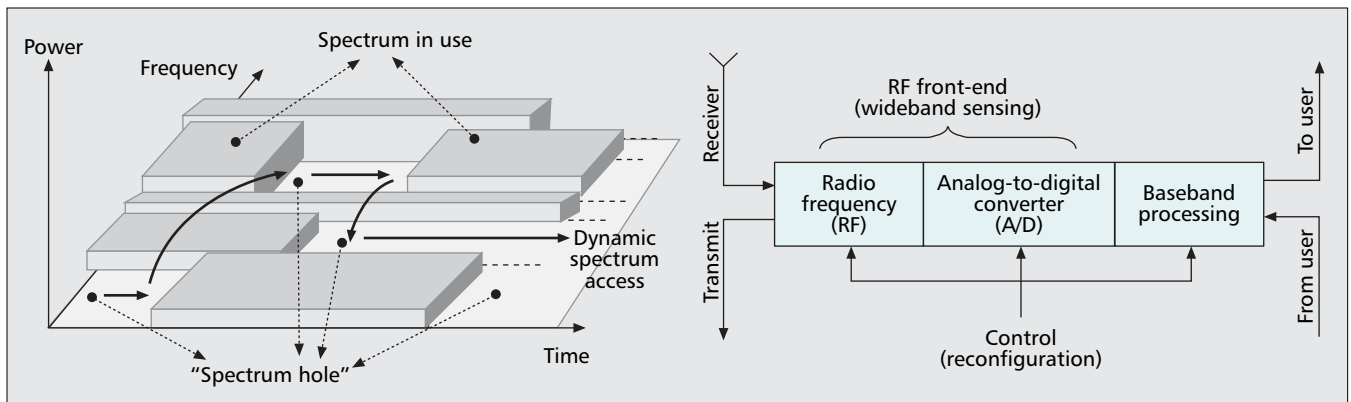 Power
Frequency
Spectrum in use
Dynamic
spectrum
access
Time
“Spectrum hole”
Receiver
Transmit
RF front-end
(wideband sensing)
Radio
frequency
(RF)
Analog-to-digital
converter
(A/D)
Baseband
processing
To user
From user
Control
(reconfiguration)